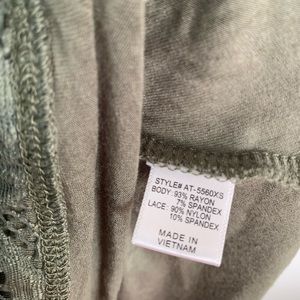 STYLE# AT-5560XS
BODY: 93% RAYON
7% SPANDEX
LACE: 90% NYLON
10% SPANDEX
MADE IN
VIETNAM